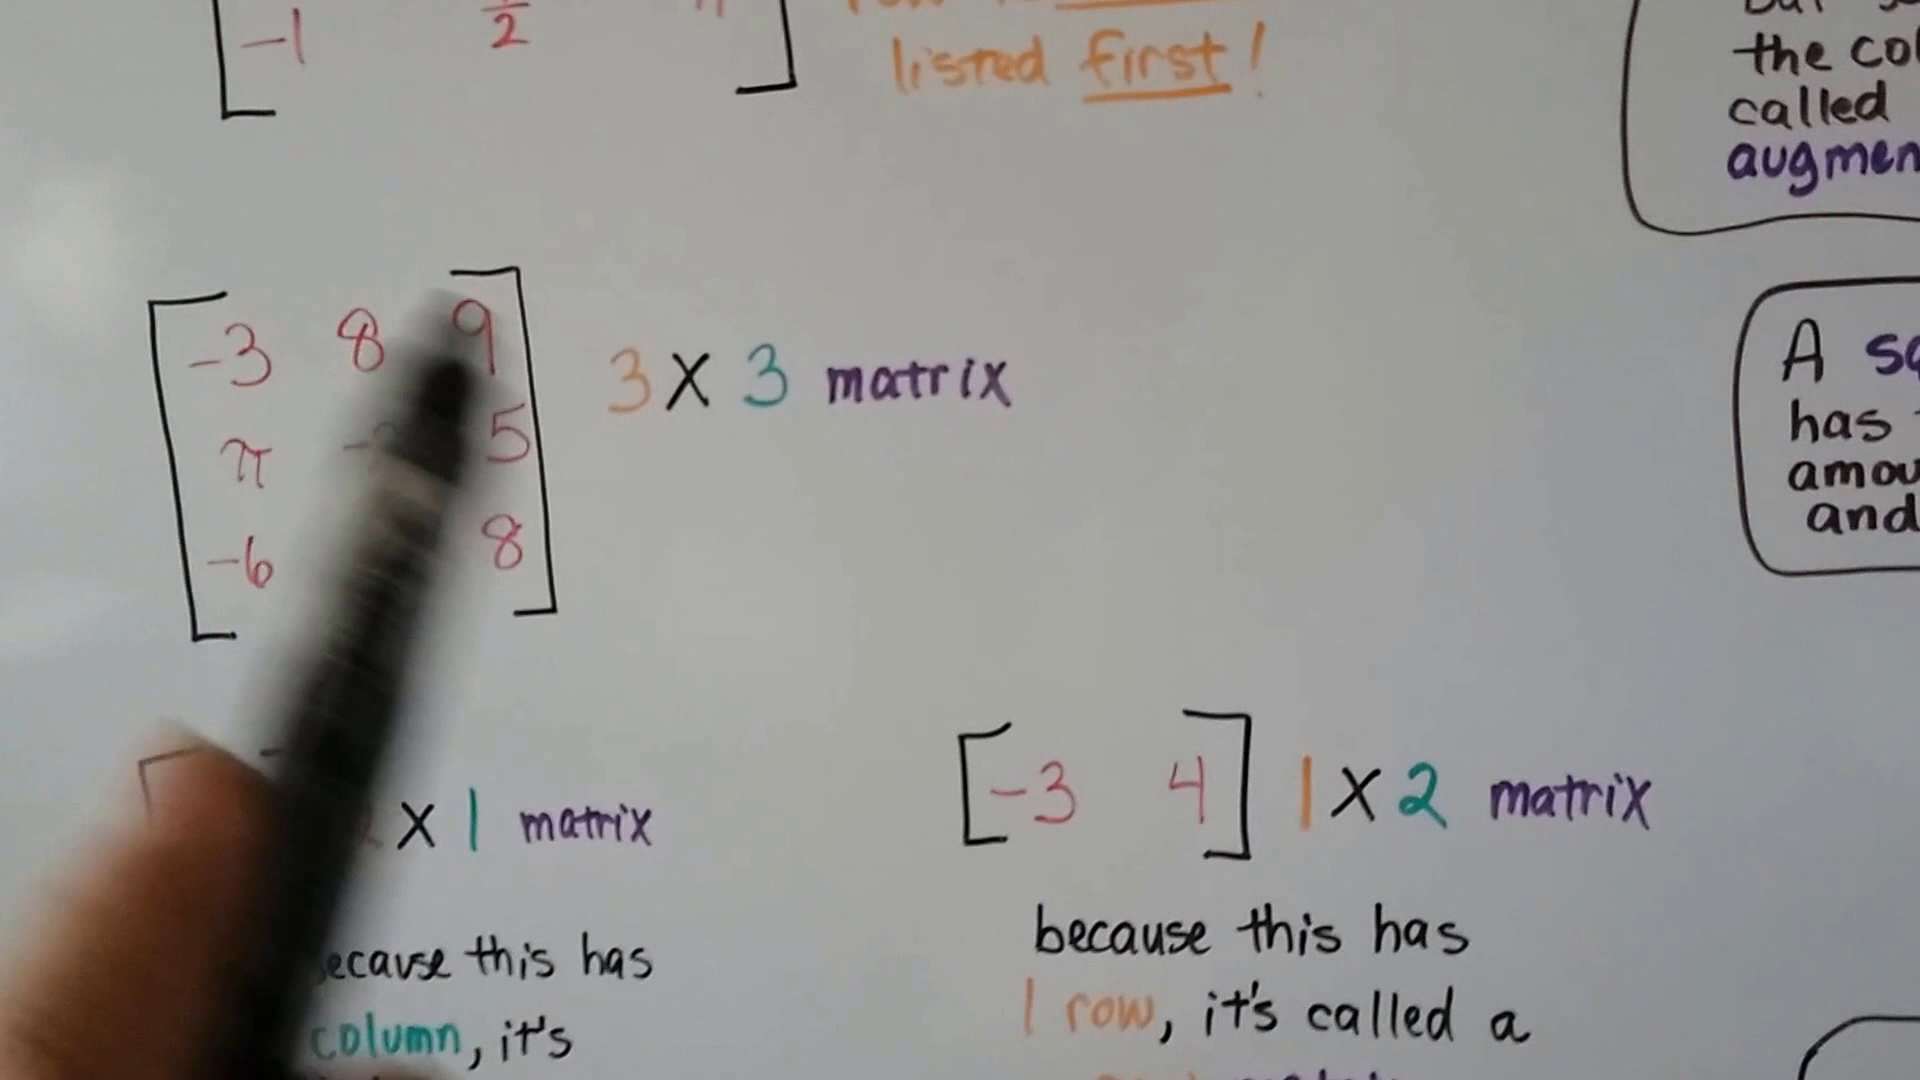 -1 2
listed first!
the
called
augmen
-3 8 9
π 5
-6 8
3 X 3 matrix
A
has
amou
and
X 1 matrix
[-3 4] 1 X 2 matrix
ecause this has
column, it's
because this has
1 row, it's called a